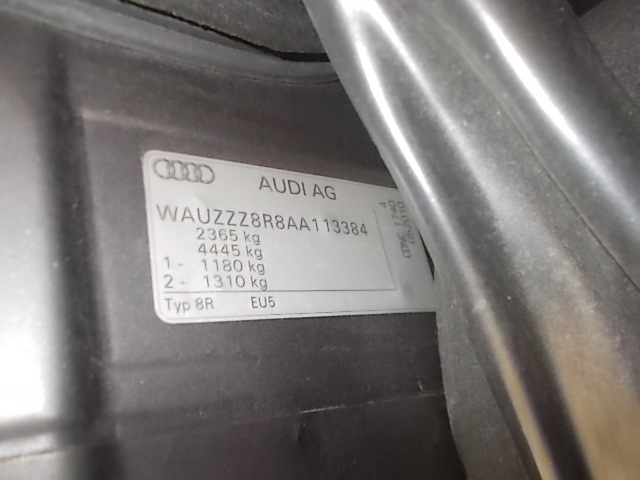 AUDI AG
WAUZZZ8R8AA113384
2365 kg
4445 kg
1- 1180 kg
2- 1310 kg
Typ 8R EU5